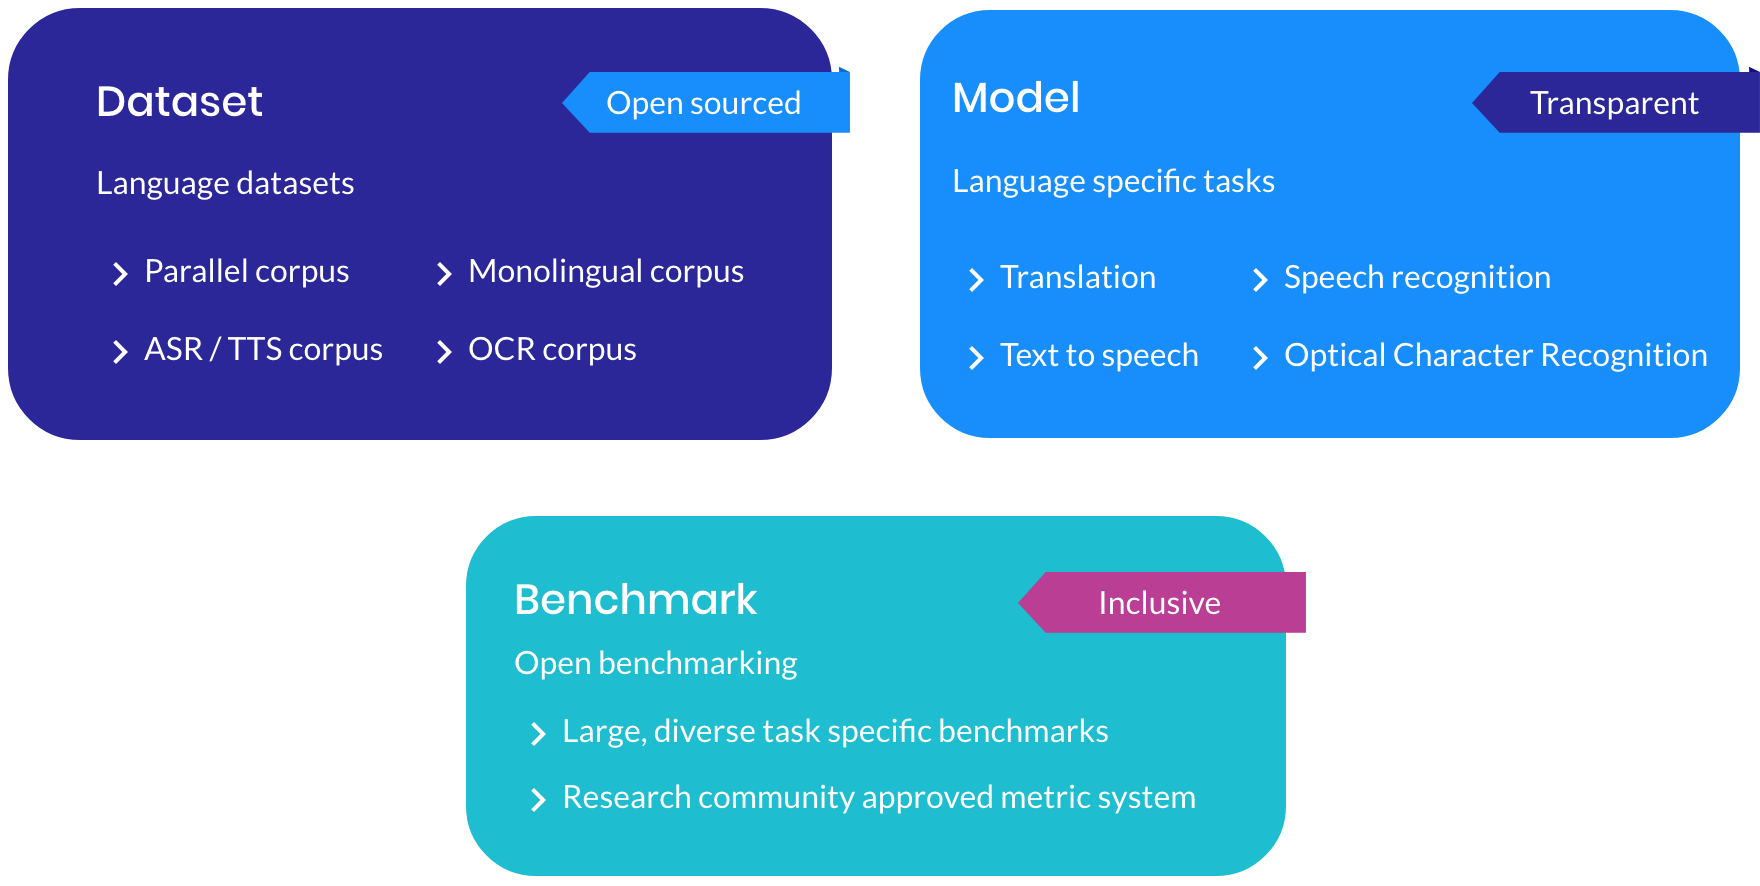 Dataset
Open sourced
Language datasets
Parallel corpus
Monolingual corpus
ASR / TTS corpus
OCR corpus
Model
Transparent
Language specific tasks
Translation
Speech recognition
Text to speech
Optical Character Recognition
Benchmark
Inclusive
Open benchmarking
Large, diverse task specific benchmarks
Research community approved metric system